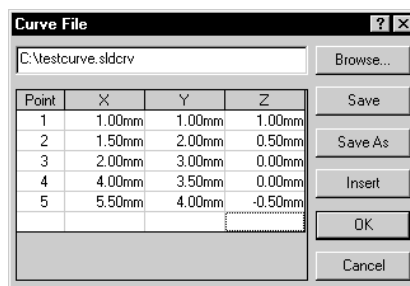 Curve File
C:\testcurve.sldcrv
Browse...
Point X Y Z
1 1.00mm 1.00mm 1.00mm
2 1.50mm 2.00mm 0.50mm
3 2.00mm 3.00mm 0.00mm
4 4.00mm 3.50mm 0.00mm
5 5.50mm 4.00mm -0.50mm
Save
Save As
Insert
OK
Cancel